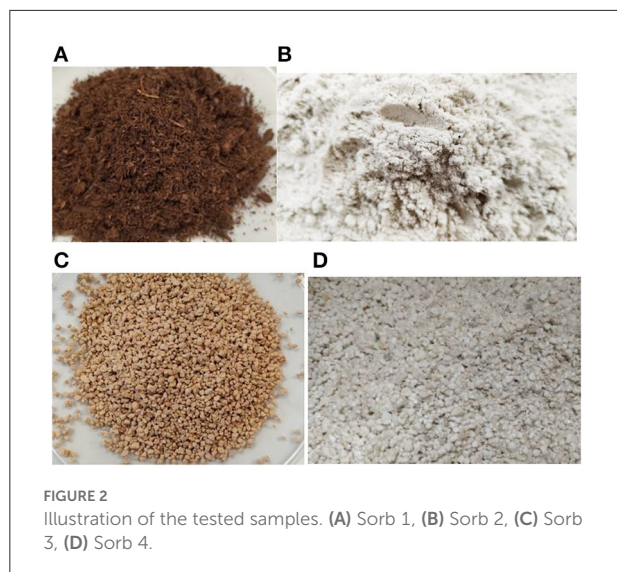 A
B
C
D
FIGURE 2
Illustration of the tested samples. (A) Sorb 1, (B) Sorb 2, (C) Sorb
3, (D) Sorb 4.